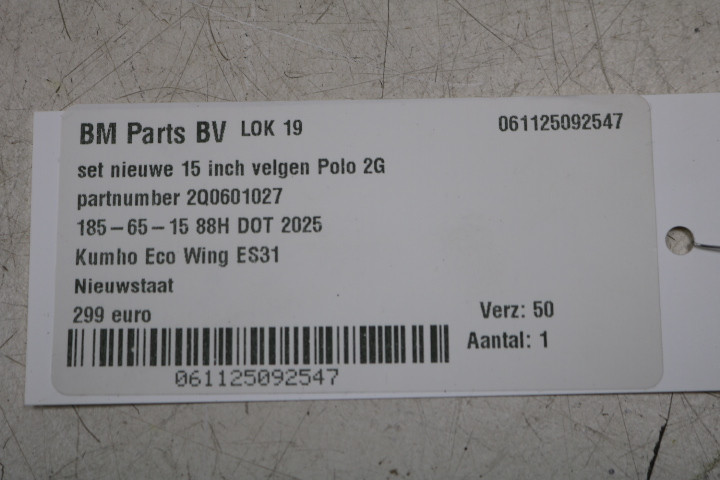 BM Parts BV LOK 19 061125092547
set nieuwe 15 inch velgen Polo 2G
partnumber 2Q0601027
185-65-15 88H DOT 2025
Kumho Eco Wing ES31
Nieuwstaat
299 euro Verz: 50
Aantal: 1
061125092547